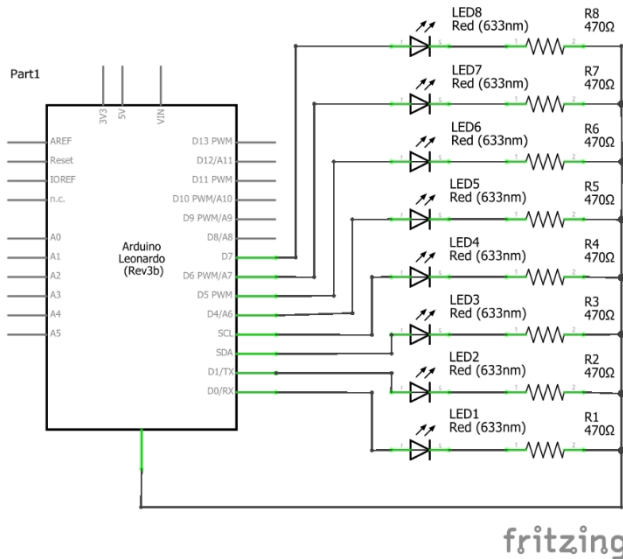 LED8
Red (633nm)
R8
470Ω
LED7
Red (633nm)
R7
470Ω
LED6
Red (633nm)
R6
470Ω
LED5
Red (633nm)
R5
470Ω
LED4
Red (633nm)
R4
470Ω
LED3
Red (633nm)
R3
470Ω
LED2
Red (633nm)
R2
470Ω
LED1
Red (633nm)
R1
470Ω
Part1
3V3
5V
VIN
AREF
Reset
IOREF
n.c.
A0
A1
A2
A3
A4
A5
Arduino
Leonardo
(Rev3b)
D13 PWM
D12/A11
D11 PWM
D10 PWM/A10
D9 PWM/A9
D8/A8
D7
D6 PWM/A7
D5 PWM
D4/A6
SCL
SDA
D1/TX
D0/RX
fritzing